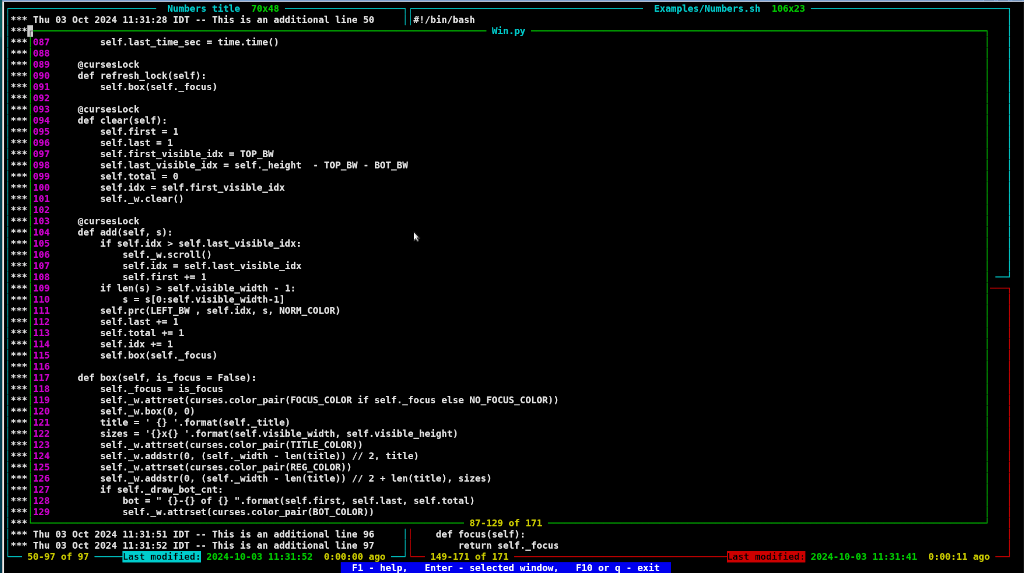 Numbers title  70x48
Examples/Numbers.sh  106x23
*** Thu 03 Oct 2024 11:31:28 IDT -- This is an additional line 50
#!/bin/bash
***
Win.py
*** 087         self.last_time_sec = time.time()
*** 088
*** 089     @cursesLock
*** 090     def refresh_lock(self):
*** 091         self.box(self._focus)
*** 092
*** 093     @cursesLock
*** 094     def clear(self):
*** 095         self.first = 1
*** 096         self.last = 1
*** 097         self.first_visible_idx = TOP_BW
*** 098         self.last_visible_idx = self._height  - TOP_BW - BOT_BW
*** 099         self.total = 0
*** 100         self.idx = self.first_visible_idx
*** 101         self._w.clear()
*** 102
*** 103     @cursesLock
*** 104     def add(self, s):
*** 105         if self.idx > self.last_visible_idx:
*** 106             self._w.scroll()
*** 107             self.idx = self.last_visible_idx
*** 108             self.first += 1
*** 109         if len(s) > self.visible_width - 1:
*** 110             s = s[0:self.visible_width-1]
*** 111         self.prc(LEFT_BW , self.idx, s, NORM_COLOR)
*** 112         self.last += 1
*** 113         self.total += 1
*** 114         self.idx += 1
*** 115         self.box(self._focus)
*** 116
*** 117     def box(self, is_focus = False):
*** 118         self._focus = is_focus
*** 119         self._w.attrset(curses.color_pair(FOCUS_COLOR if self._focus else NO_FOCUS_COLOR))
*** 120         self._w.box(0, 0)
*** 121         title = ' {} '.format(self._title)
*** 122         sizes = '{}x{} '.format(self.visible_width, self.visible_height)
*** 123         self._w.attrset(curses.color_pair(TITLE_COLOR))
*** 124         self._w.addstr(0, (self._width - len(title)) // 2, title)
*** 125         self._w.attrset(curses.color_pair(REG_COLOR))
*** 126         self._w.addstr(0, (self._width - len(title)) // 2 + len(title), sizes)
*** 127         if self._draw_bot_cnt:
*** 128             bot = " {}-{} of {} ".format(self.first, self.last, self.total)
*** 129             self._w.attrset(curses.color_pair(BOT_COLOR))
***
87-129 of 171
*** Thu 03 Oct 2024 11:31:51 IDT -- This is an additional line 96
def focus(self):
*** Thu 03 Oct 2024 11:31:52 IDT -- This is an additional line 97
return self._focus
50-97 of 97  Last modified: 2024-10-03 11:31:52  0:00:00 ago
149-171 of 171  Last modified: 2024-10-03 11:31:41  0:00:11 ago
F1 - help,   Enter - selected window,   F10 or q - exit